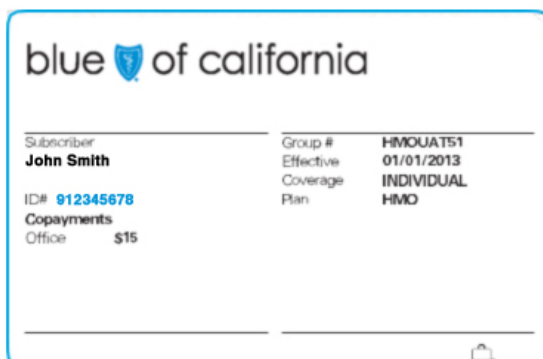 blue of california
Subscriber
John Smith
ID# 912345678
Copayments
Office $15
Group # HMOUAT51
Effective 01/01/2013
Coverage INDIVIDUAL
Plan HMO